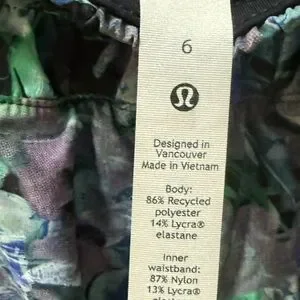 6
Designed in
Vancouver
Made in Vietnam
Body:
86% Recycled
polyester
14% Lycra®
elastane
Inner
waistband:
87% Nylon
13% Lycra®